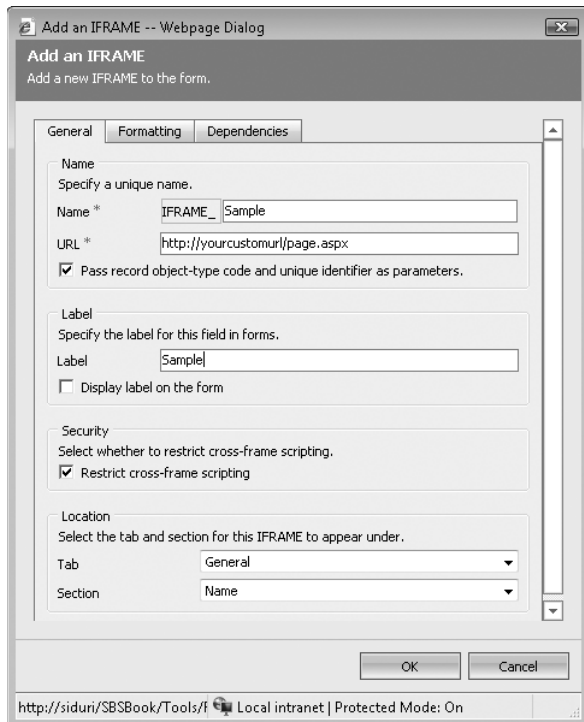 Add an IFRAME -- Webpage Dialog
Add an IFRAME
Add a new IFRAME to the form.
General Formatting Dependencies
Name
Specify a unique name.
Name * IFRAME_ Sample
URL * http://yourcustomurl/page.aspx
Pass record object-type code and unique identifier as parameters.
Label
Specify the label for this field in forms.
Label Sample
Display label on the form
Security
Select whether to restrict cross-frame scripting.
Restrict cross-frame scripting
Location
Select the tab and section for this IFRAME to appear under.
Tab General
Section Name
OK Cancel
http://siduri/SBSBook/Tools/F Local intranet | Protected Mode: On